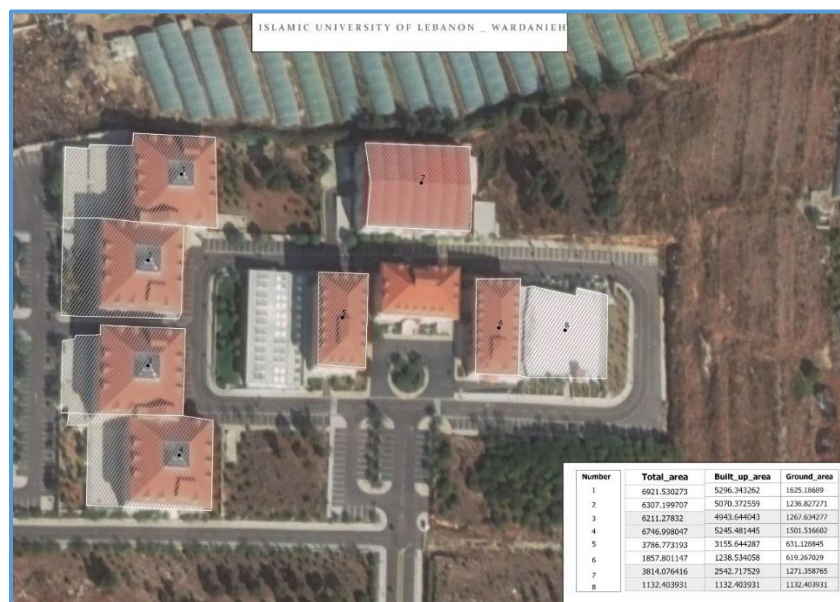 ISLAMIC UNIVERSITY OF LEBANON _ WARDANIEH
7
5
6
8
Number Total_area Built_up_area Ground_area
1 6921.530273 5296.343262 1625.18689
2 6307.199707 5070.372559 1236.827271
3 6211.27832 4943.644043 1267.634277
4 6746.998047 5245.481445 1501.516602
5 3786.773193 3155.644287 631.128845
6 1857.801147 1238.534058 619.267029
7 3814.076416 2542.717529 1271.358765
8 1132.403931 1132.403931 1132.403931